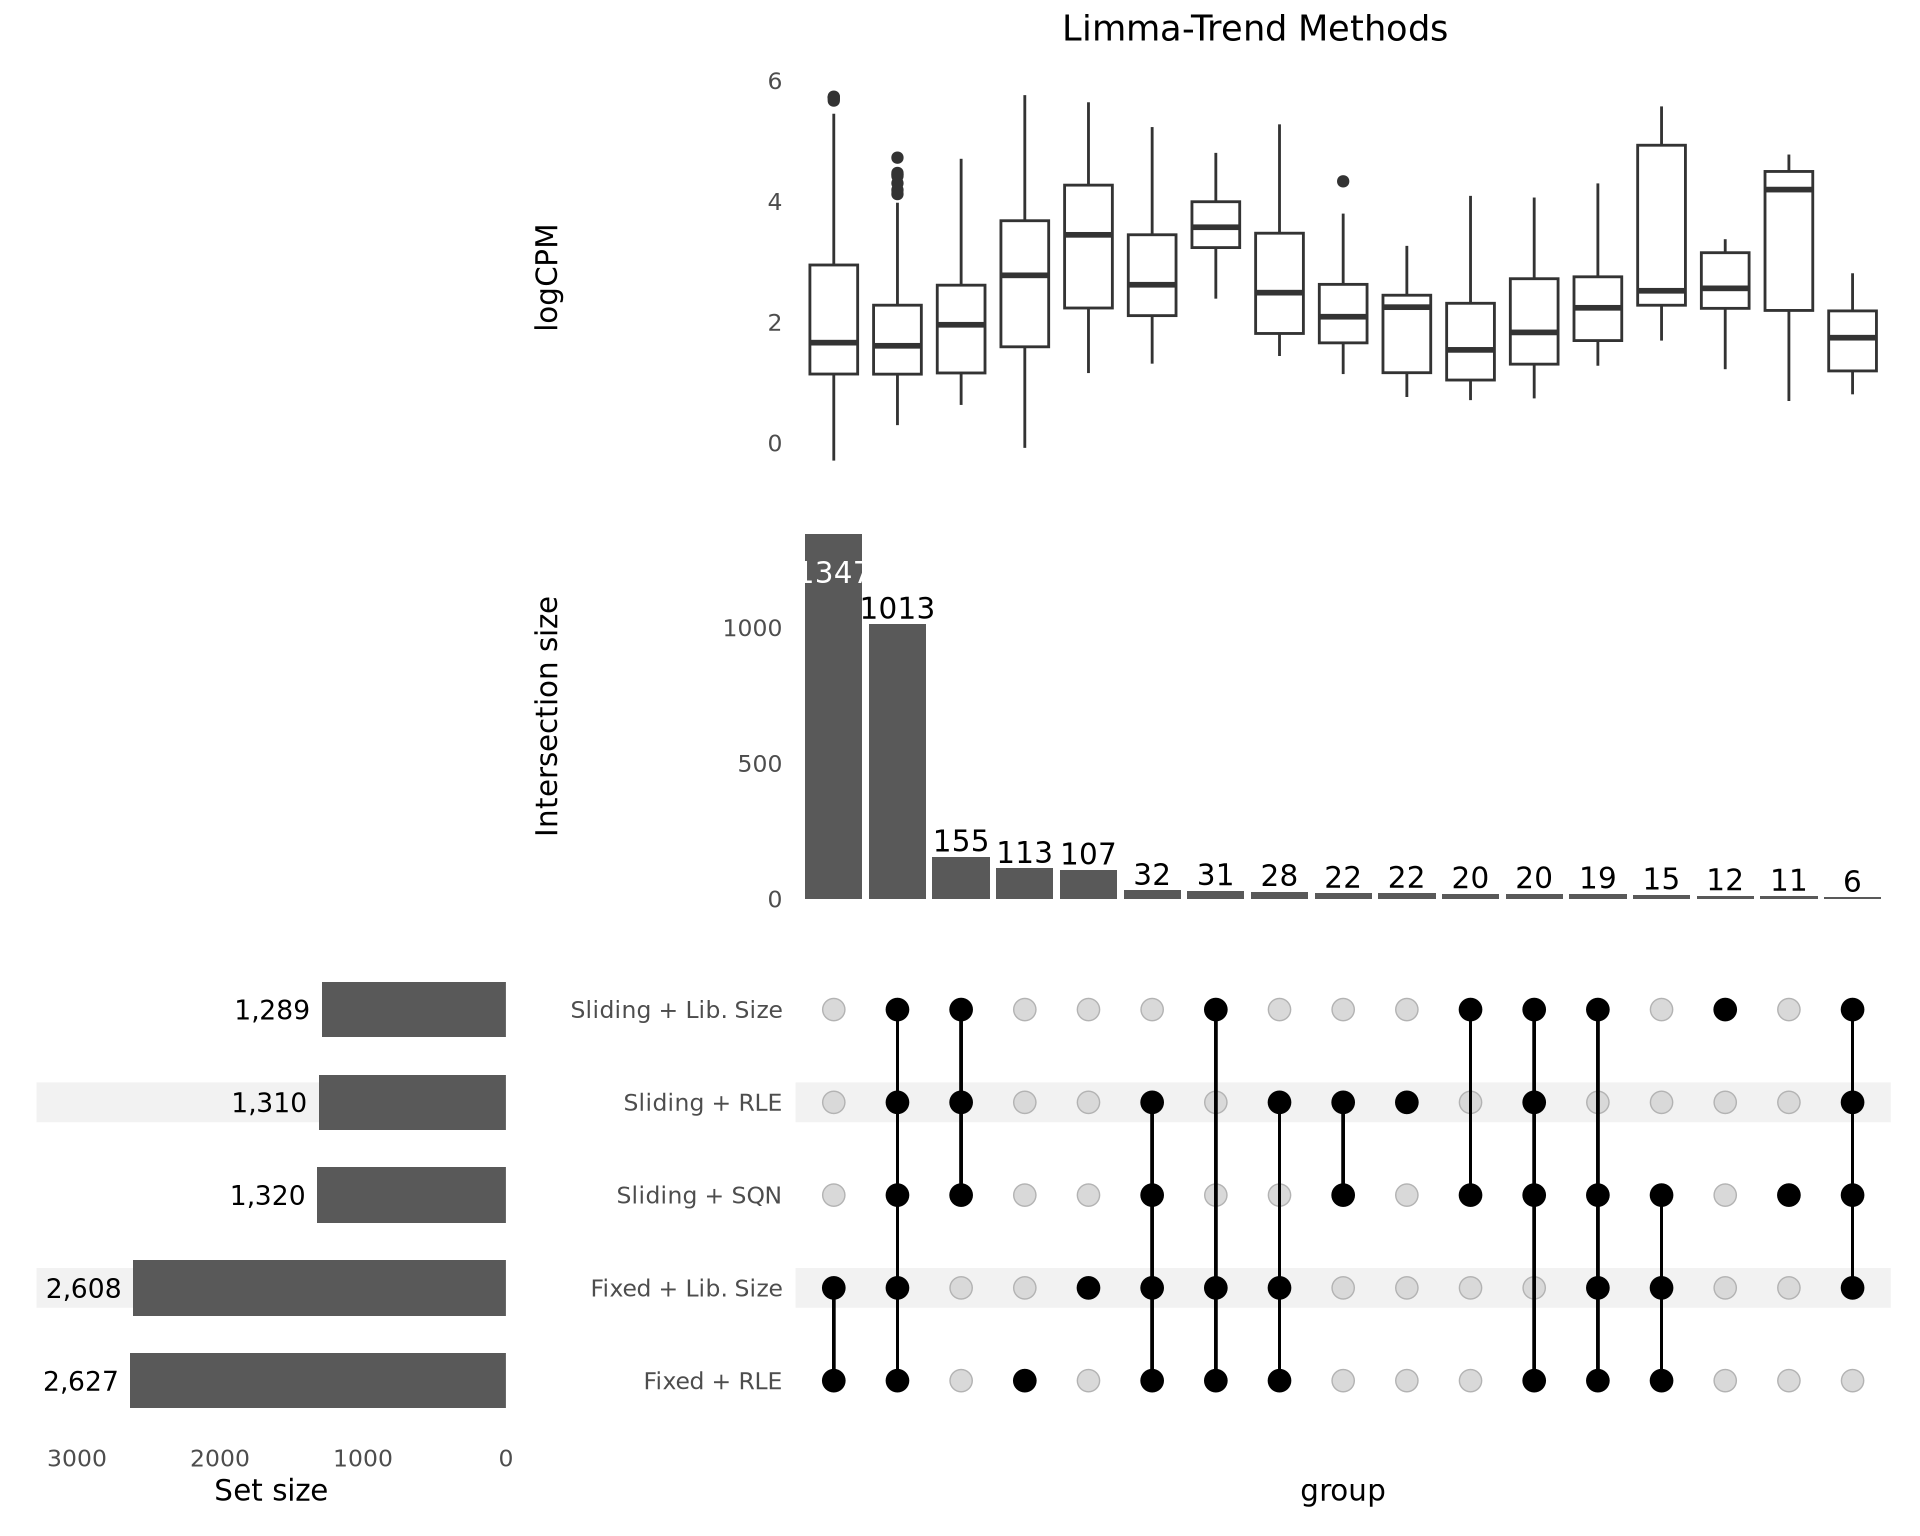 Limma-Trend Methods
6
4
2
0
logCPM
1347
1013
155
113
107
32
31
28
22
22
20
20
19
15
12
11
6
1000
500
0
Intersection size
1,289
Sliding + Lib. Size
1,310
Sliding + RLE
1,320
Sliding + SQN
2,608
Fixed + Lib. Size
2,627
Fixed + RLE
3000 2000 1000 0
Set size
group